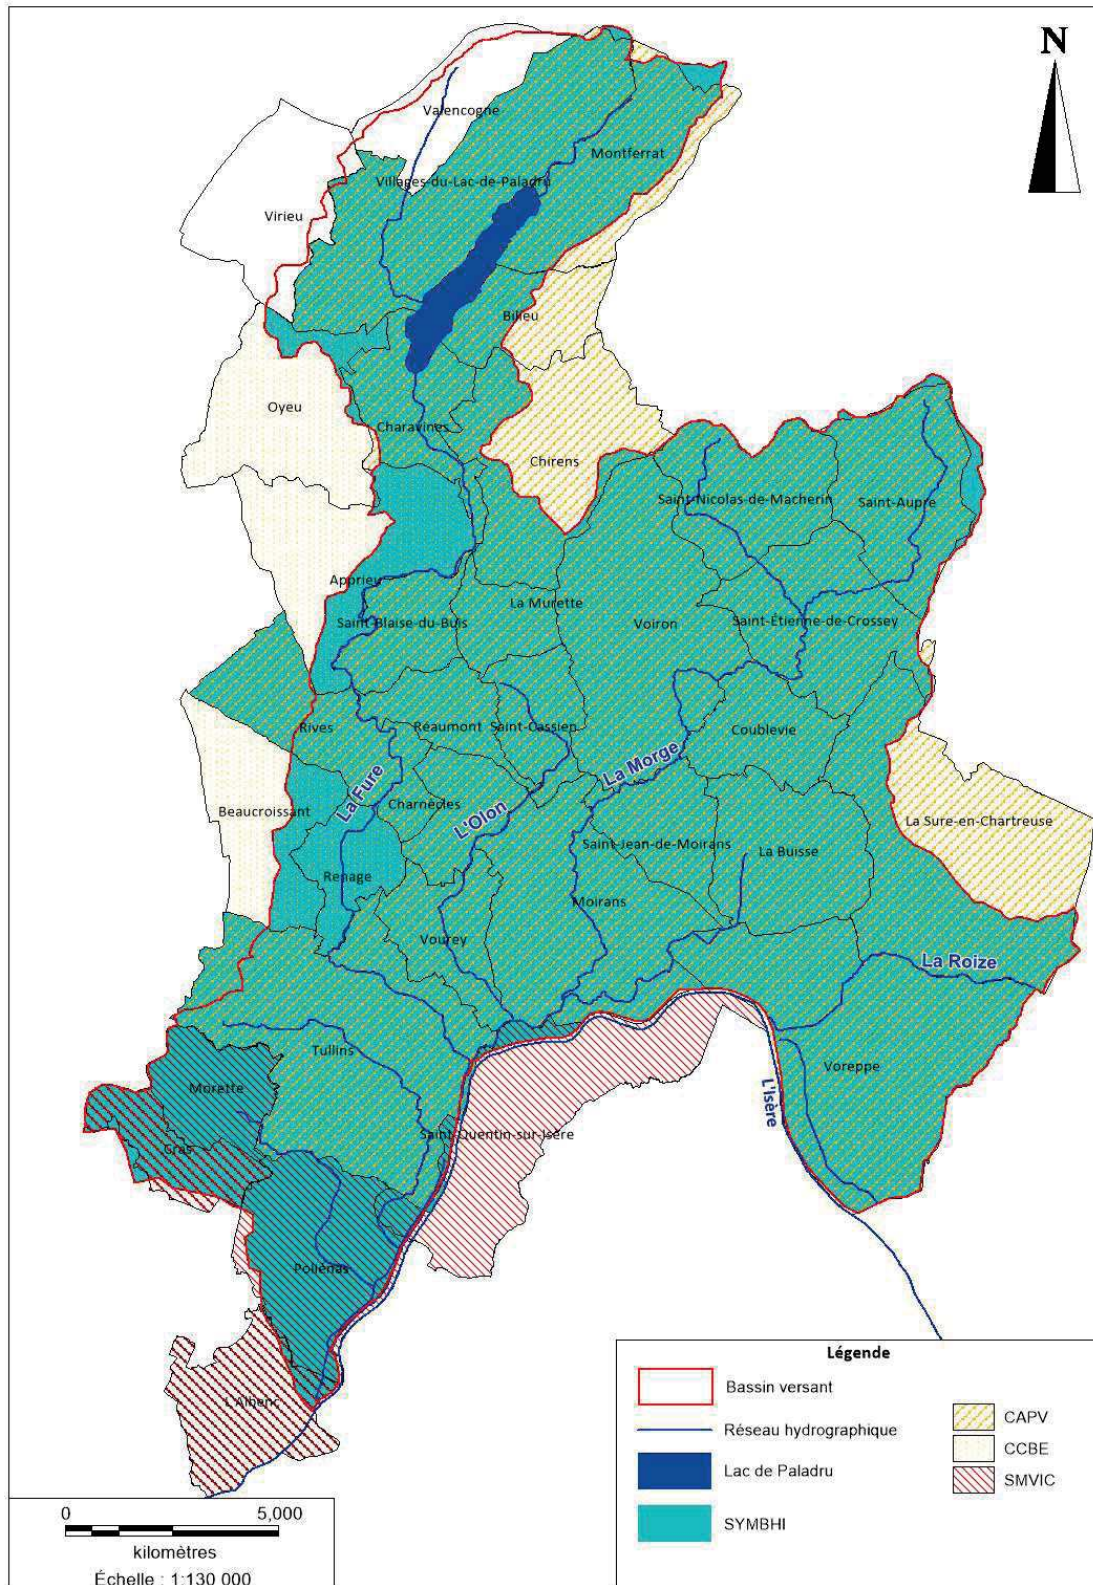 N
Valencogne
Montferrat
Villages-du-Lac-de-Paladru
Virieu
Bilieu
Oyeu
Charavines
Chirens
Saint-Nicolas-de-Macherin
Saint-Aupre
Apprieu
La Murette
Saint-Blaise-du-Buis
Voiron
Saint-Étienne-de-Crossey
Rives
Réaumont
Saint-Cassien
Coublevie
La Morge
La Fure
Charnècles
L'Olon
Beaucroissant
La Sure-en-Chartreuse
Saint-Jean-de-Moirans
La Buisse
Renage
Moirans
Vourey
La Roize
Tullins
Voreppe
Morette
L'Isère
Saint-Quentin-sur-Isère
Cras
Poliénas
L'Albenc
Légende
Bassin versant
Réseau hydrographique
Lac de Paladru
SYMBHI
CAPV
CCBE
SMVIC
0 5,000
kilomètres
Échelle : 1:130 000